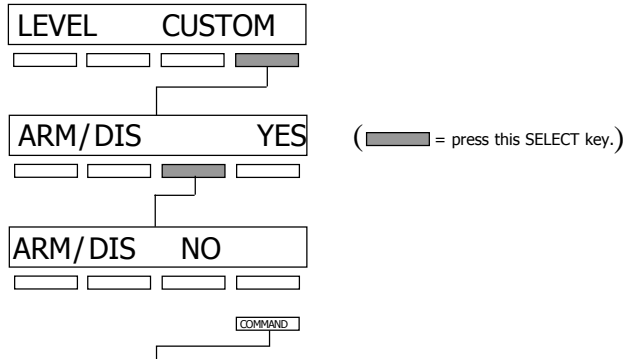 LEVEL CUSTOM
ARM/DIS YES
( = press this SELECT key.)
ARM/DIS NO
COMMAND